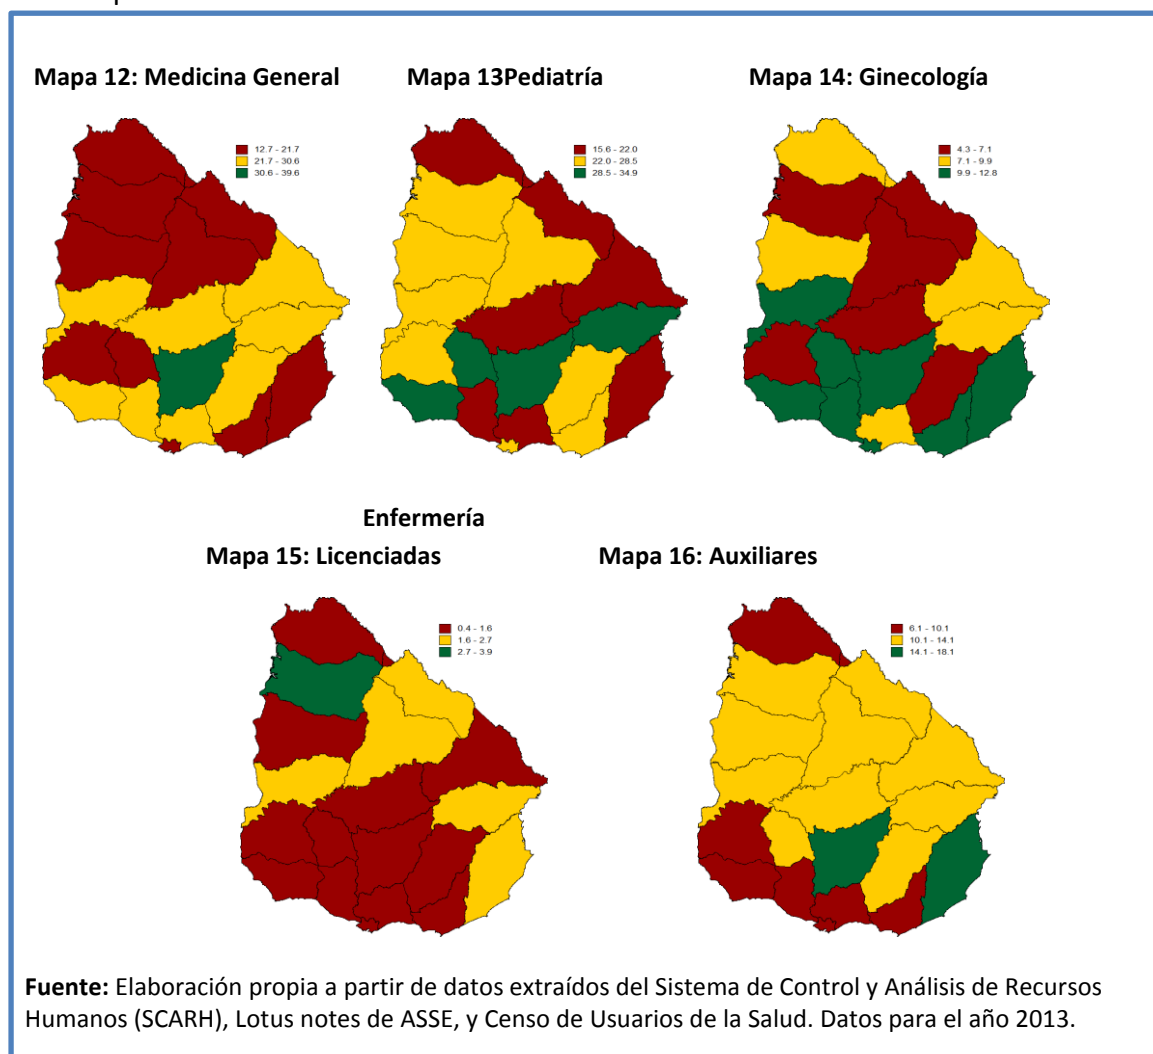 Mapa 12: Medicina General
Mapa 13Pediatría
Mapa 14: Ginecología
12.7 - 21.7
21.7 - 30.6
30.6 - 39.6
15.6 - 22.0
22.0 - 28.5
28.5 - 34.9
4.3 - 7.1
7.1 - 9.9
9.9 - 12.8
Enfermería
Mapa 15: Licenciadas
Mapa 16: Auxiliares
0.4 - 1.6
1.6 - 2.7
2.7 - 3.9
6.1 - 10.1
10.1 - 14.1
14.1 - 18.1
Fuente: Elaboración propia a partir de datos extraídos del Sistema de Control y Análisis de Recursos
Humanos (SCARH), Lotus notes de ASSE, y Censo de Usuarios de la Salud. Datos para el año 2013.